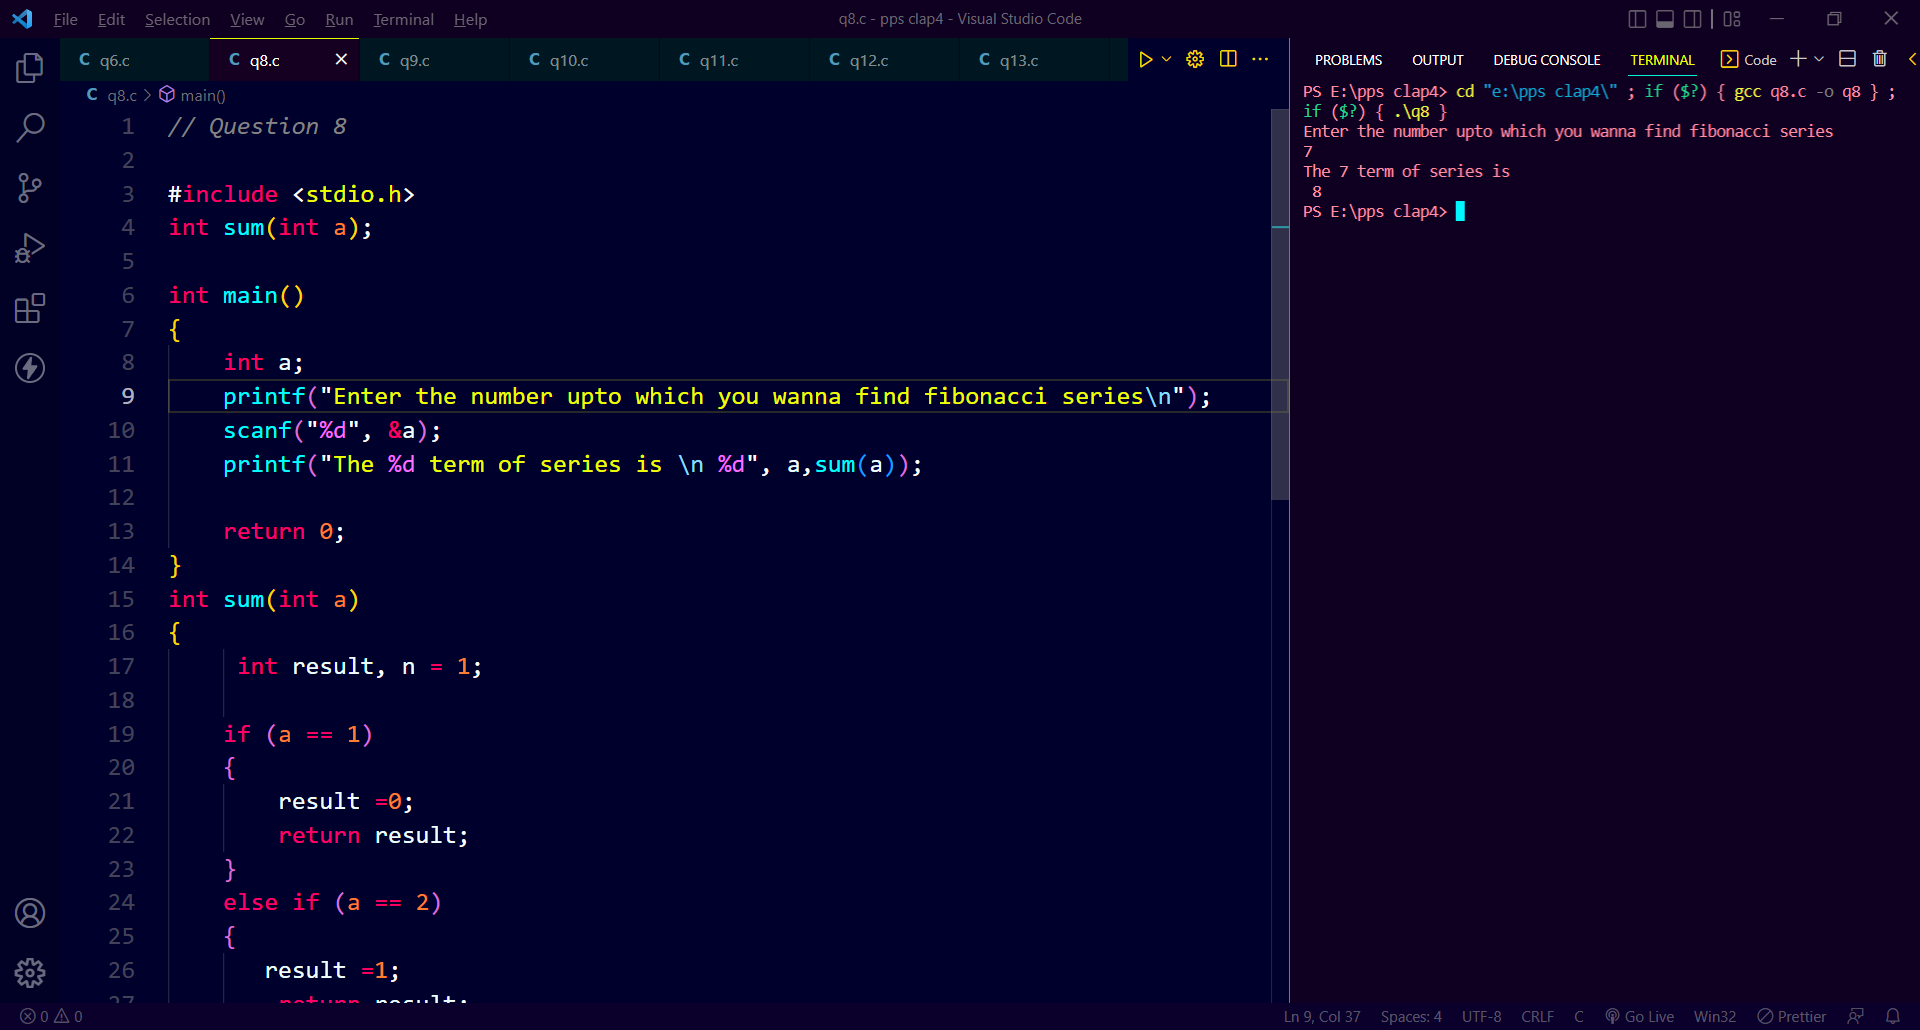 File Edit Selection View Go Run Terminal Help
q8.c - pps clap4 - Visual Studio Code
C q6.c C q8.c C q9.c C q10.c C q11.c C q12.c C q13.c
C q8.c > main()
1 // Question 8
2
3 #include <stdio.h>
4 int sum(int a);
5
6 int main()
7 {
8 int a;
9 printf("Enter the number upto which you wanna find fibonacci series\n");
10 scanf("%d", &a);
11 printf("The %d term of series is \n %d", a,sum(a));
12
13 return 0;
14 }
15 int sum(int a)
16 {
17 int result, n = 1;
18
19 if (a == 1)
20 {
21 result =0;
22 return result;
23 }
24 else if (a == 2)
25 {
26 result =1;
27 return result;
PROBLEMS OUTPUT DEBUG CONSOLE TERMINAL Code
PS E:\pps clap4> cd "e:\pps clap4\" ; if ($?) { gcc q8.c -o q8 } ;
if ($?) { .\q8 }
Enter the number upto which you wanna find fibonacci series
7
The 7 term of series is
8
PS E:\pps clap4>
0 0
Ln 9, Col 37 Spaces: 4 UTF-8 CRLF C Go Live Win32 Prettier